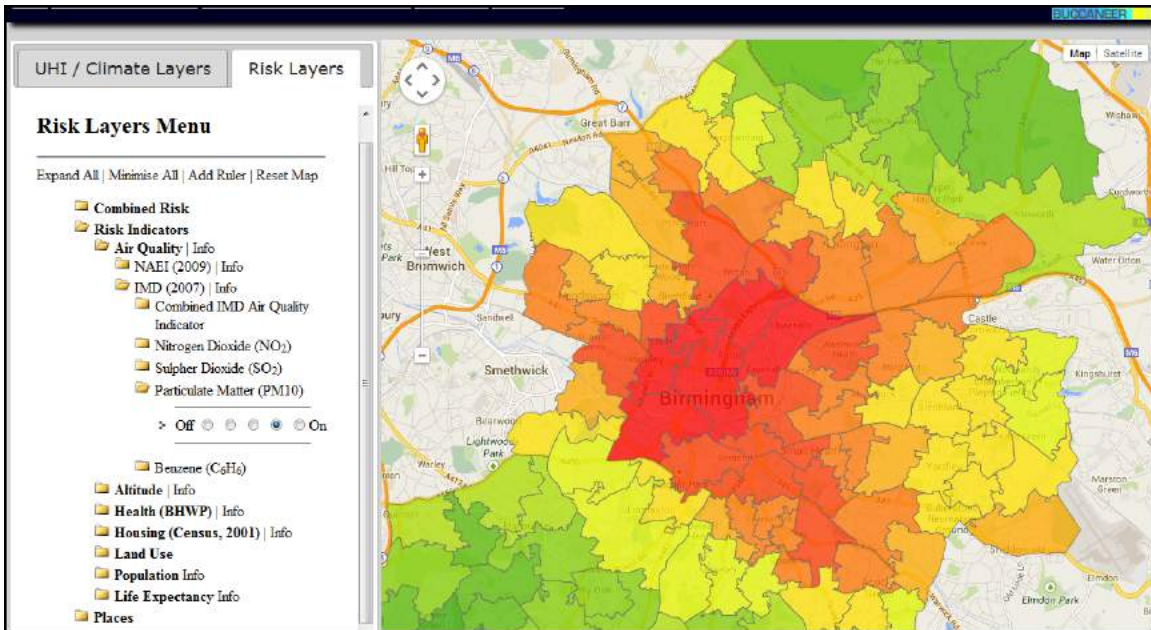 BUCCANEER
UHI / Climate Layers
Risk Layers
Map
Satellite
Risk Layers Menu
Expand All | Minimise All | Add Ruler | Reset Map
Combined Risk
Risk Indicators
Air Quality | Info
NAEI (2009) | Info
IMD (2007) | Info
Combined IMD Air Quality
Indicator
Nitrogen Dioxide (NO2)
Sulpher Dioxide (SO2)
Particulate Matter (PM10)
> Off On
Benzene (C6H6)
Altitude | Info
Health (BHWP) | Info
Housing (Census, 2001) | Info
Land Use
Population Info
Life Expectancy Info
Places
Great Barr
Wishaw
Curdworth
West
Bromwich
Water Orton
Sandwell
Castle
M6
Smethwick
Kingshurst
Birmingham
Bearwood
Lightwoods
Park
Warley
Marston
Green
Elmdon
Elmdon Park